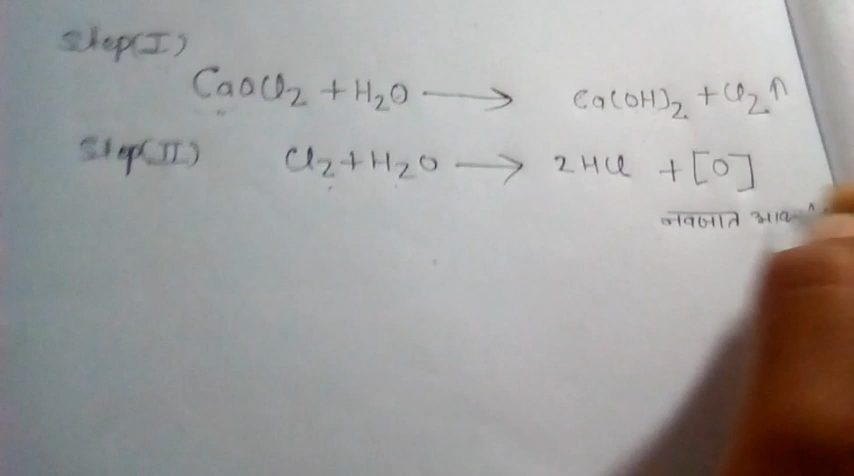 Step(I)
CaOCl₂ + H₂O ⟶ Ca(OH)₂ + Cl₂↑
Step(II) Cl₂ + H₂O ⟶ 2HCl + [O]
नवजात